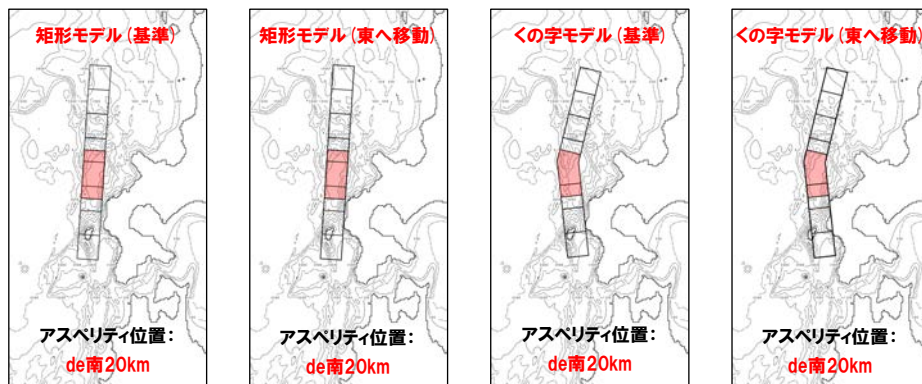 矩形モデル(基準)
アスペリティ位置:
de南20km
矩形モデル(東へ移動)
アスペリティ位置:
de南20km
くの字モデル(基準)
アスペリティ位置:
de南20km
くの字モデル(東へ移動)
アスペリティ位置:
de南20km